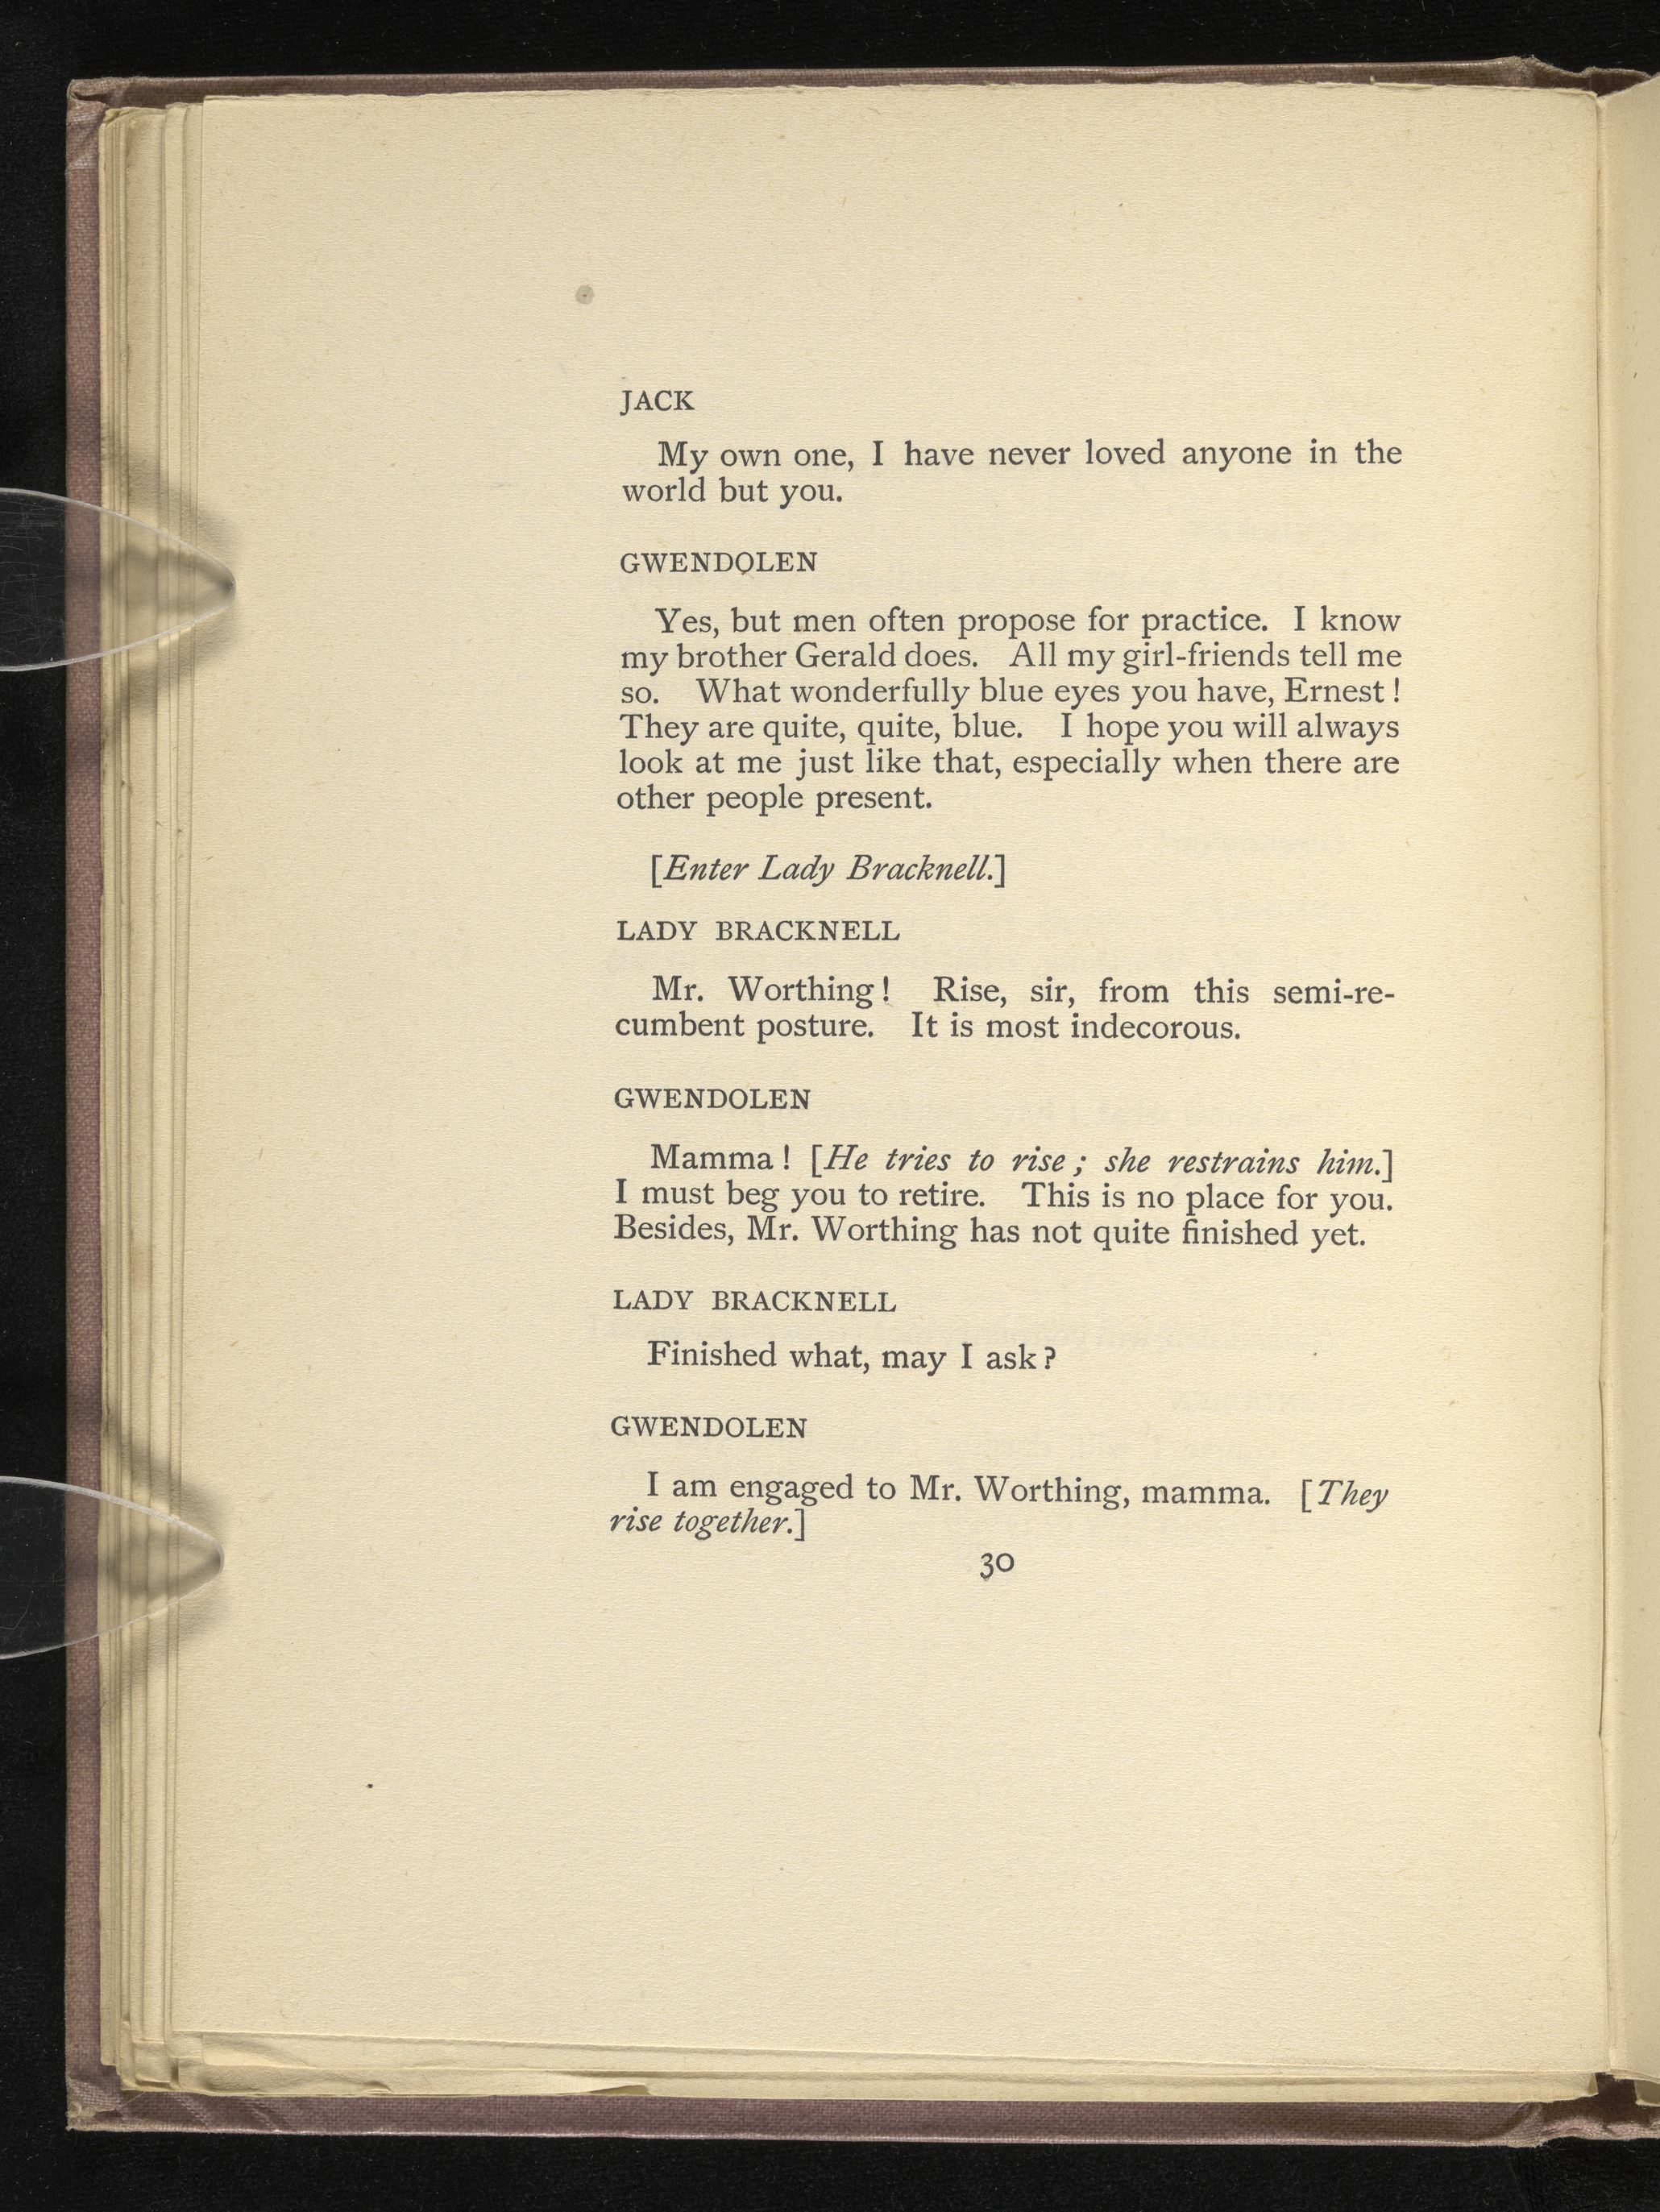 JACK
My own one, I have never loved anyone in the
world but you.
GWENDOLEN
Yes, but men often propose for practice. I know
my brother Gerald does. All my girl-friends tell me
so. What wonderfully blue eyes you have, Ernest!
They are quite, quite, blue. I hope you will always
look at me just like that, especially when there are
other people present.
[Enter Lady Bracknell.]
LADY BRACKNELL
Mr. Worthing! Rise, sir, from this semi-re-
cumbent posture. It is most indecorous.
GWENDOLEN
Mamma! [He tries to rise; she restrains him.]
I must beg you to retire. This is no place for you.
Besides, Mr. Worthing has not quite finished yet.
LADY BRACKNELL
Finished what, may I ask?
GWENDOLEN
I am engaged to Mr. Worthing, mamma. [They
rise together.]
30